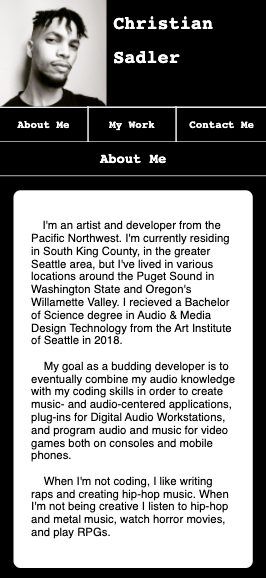 Christian
Sadler
About Me
My Work
Contact Me
About Me
I'm an artist and developer from the
Pacific Northwest. I'm currently residing
in South King County, in the greater
Seattle area, but I've lived in various
locations around the Puget Sound in
Washington State and Oregon's
Willamette Valley. I recieved a Bachelor
of Science degree in Audio & Media
Design Technology from the Art Institute
of Seattle in 2018.
My goal as a budding developer is to
eventually combine my audio knowledge
with my coding skills in order to create
music- and audio-centered applications,
plug-ins for Digital Audio Workstations,
and program audio and music for video
games both on consoles and mobile
phones.
When I'm not coding, I like writing
raps and creating hip-hop music. When
I'm not being creative I listen to hip-hop
and metal music, watch horror movies,
and play RPGs.